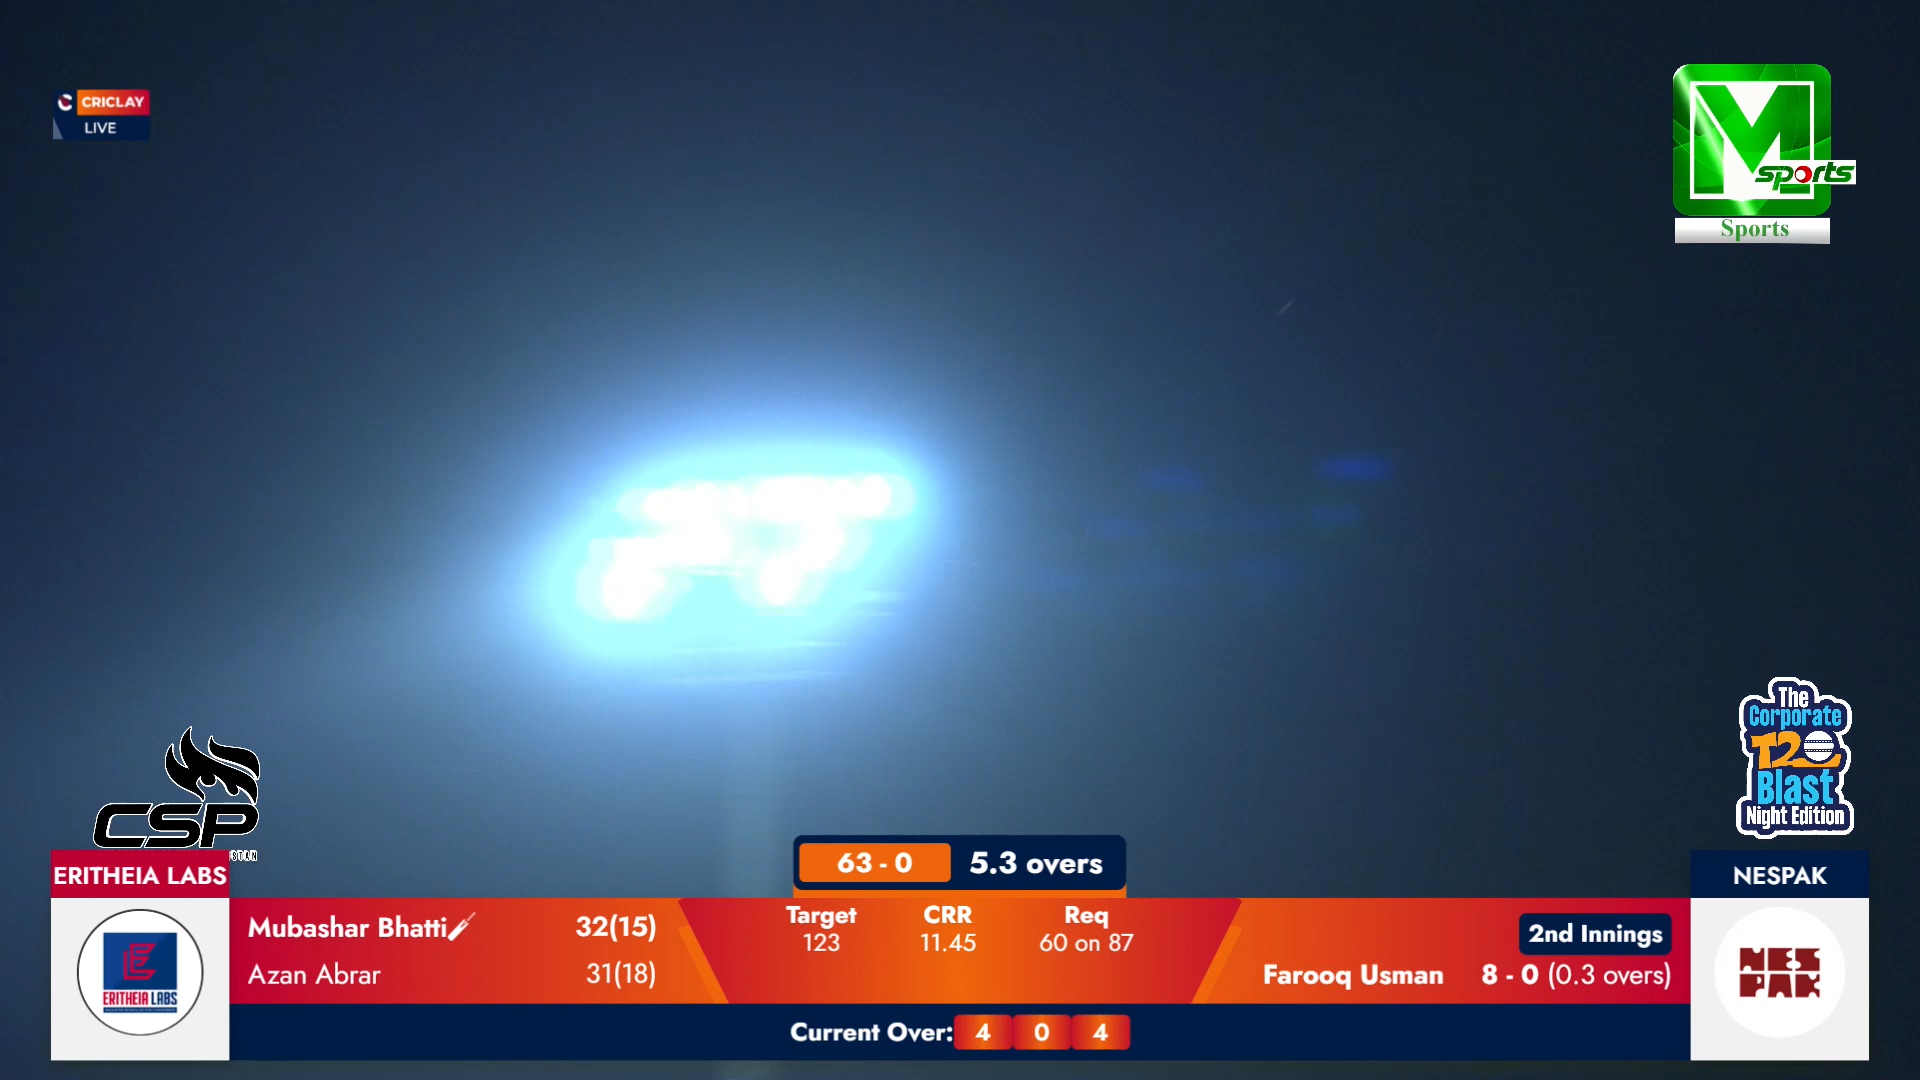 CRICLAY
LIVE
M
sports
Sports
The
Corporate
T20
Blast
Night Edition
CSP
ERITHEIA LABS
ERITHEIA LABS
Mubashar Bhatti 32(15)
Azan Abrar 31(18)
63 - 0 5.3 overs
Target CRR Req
123 11.45 60 on 87
2nd Innings
Farooq Usman 8 - 0 (0.3 overs)
Current Over: 4 0 4
NESPAK
NES
PAK